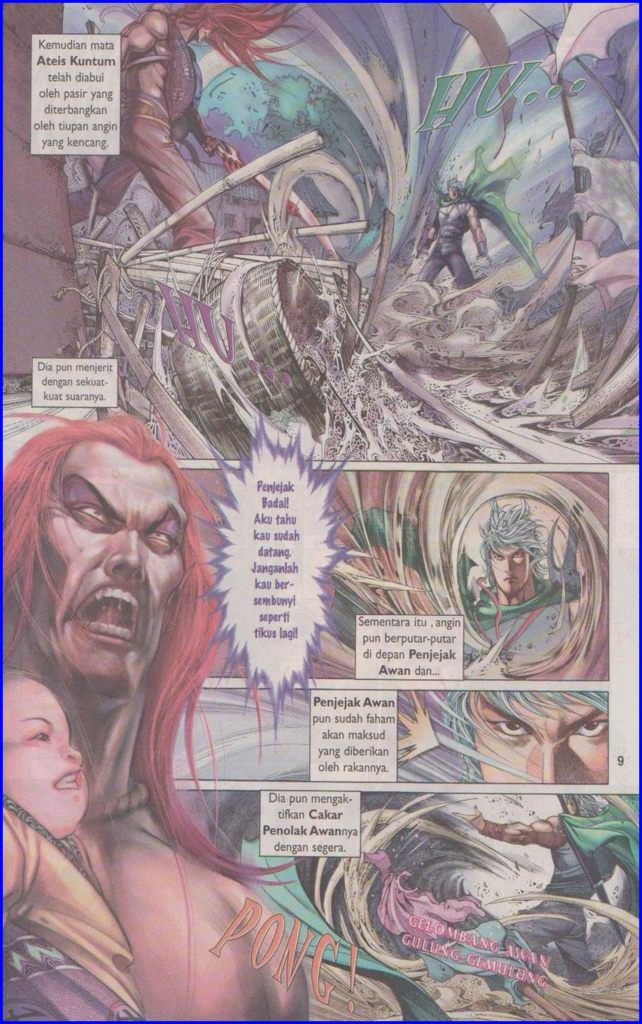 Kemudian mata
Ateis Kuntum
telah diabui
oleh pasir yang
diterbangkan
oleh tiupan angin
yang kencang.
HU...
HU...
Dia pun menjerit
dengan sekuat-
kuat suaranya.
Penjejak
Badai!
Aku tahu
kau sudah
datang.
Janganlah
kau ber-
sembunyi
seperti
tikus lagi!
Sementara itu , angin
pun berputar-putar
di depan Penjejak
Awan dan...
Penjejak Awan
pun sudah faham
akan maksud
yang diberikan
oleh rakannya.
9
Dia pun mengak-
tifkan Cakar
Penolak Awannya
dengan segera.
GELOMBANG-AWAN
GULUNG-GEMULUNG
PONG!